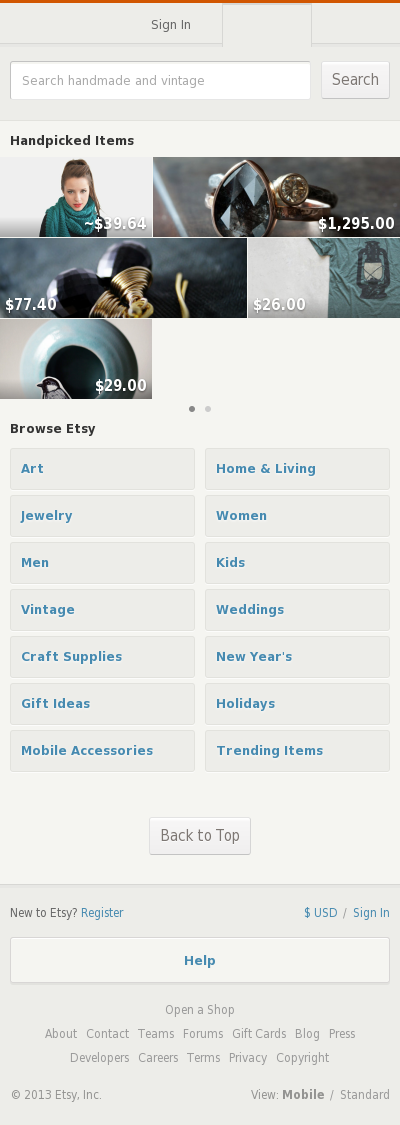 Sign In
Search handmade and vintage
Search
Handpicked Items
~$39.64
$1,295.00
$77.40
$26.00
$29.00
Browse Etsy
Art
Home & Living
Jewelry
Women
Men
Kids
Vintage
Weddings
Craft Supplies
New Year's
Gift Ideas
Holidays
Mobile Accessories
Trending Items
Back to Top
New to Etsy? Register
$ USD / Sign In
Help
Open a Shop
About Contact Teams Forums Gift Cards Blog Press
Developers Careers Terms Privacy Copyright
© 2013 Etsy, Inc.
View: Mobile / Standard